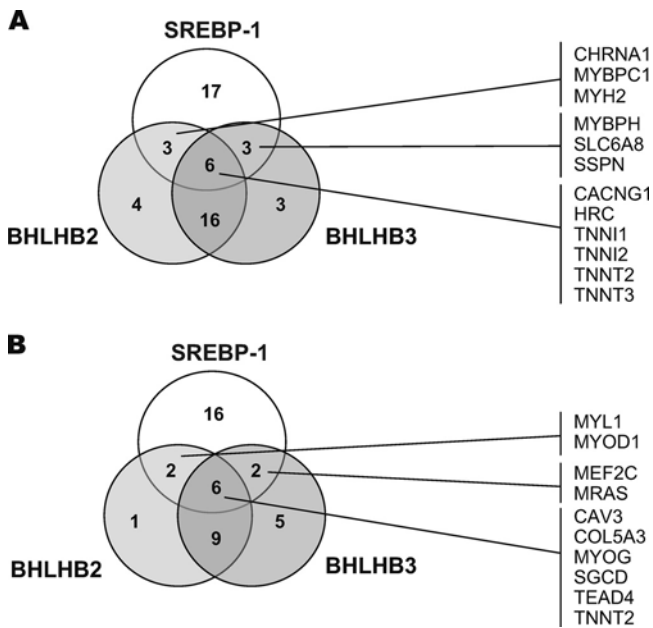 A
SREBP-1
17
3
3
6
4
16
3
BHLHB2
BHLHB3
CHRNA1
MYBPC1
MYH2
MYBPH
SLC6A8
SSPN
CACNG1
HRC
TNNI1
TNNI2
TNNT2
TNNT3
B
SREBP-1
16
2
2
6
1
9
5
BHLHB2
BHLHB3
MYL1
MYOD1
MEF2C
MRAS
CAV3
COL5A3
MYOG
SGCD
TEAD4
TNNT2